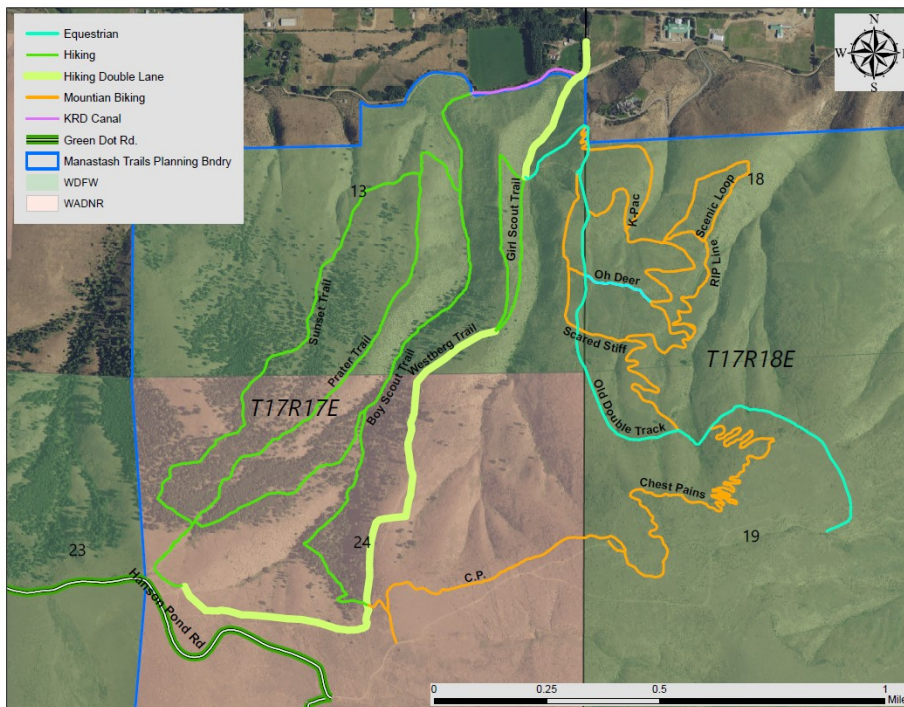 Equestrian
Hiking
Hiking Double Lane
Mountian Biking
KRD Canal
Green Dot Rd.
Manastash Trails Planning Bndry
WDFW
WADNR
N
W
E
S
13
18
Girl Scout Trail
K-Pac
Scenic Loop
RIP Line
Sunset Trail
Oh Deer
Prater Trail
Boy Scout Trail
Westberg Trail
Scared Stiff
T17R18E
T17R17E
Old Double Track
Chest Pains
23
24
19
C.P.
Hanson Pond Rd
0
0.25
0.5
1
Mile